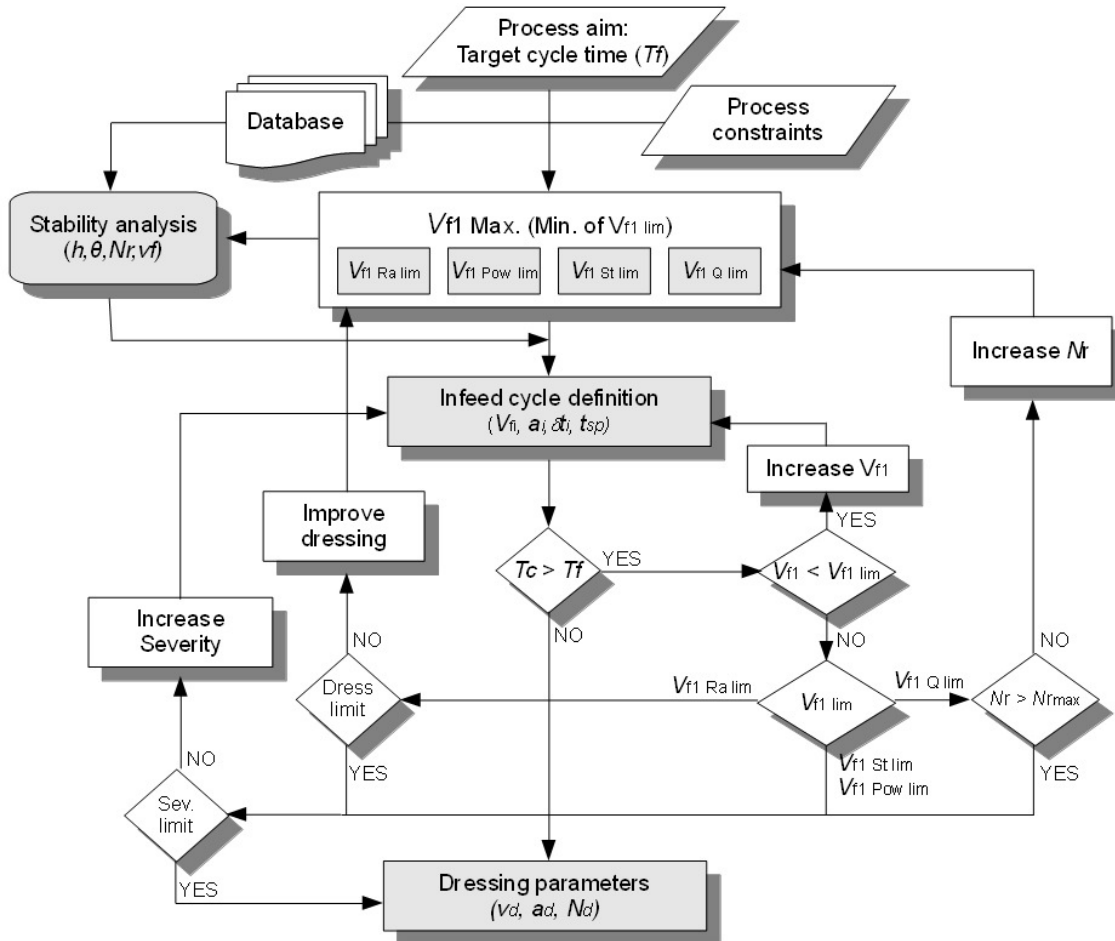 Process aim:
Target cycle time (Tf)
Database
Process
constraints
Stability analysis
(h,θ,Nr,vf)
Vf1 Max. (Min. of Vf1 lim)
Vf1 Ra lim
Vf1 Pow lim
Vf1 St lim
Vf1 Q lim
Increase Nr
Infeed cycle definition
(Vfi, ai, δti, tsp)
Increase Vf1
Improve
dressing
YES
Tc > Tf
YES
Vf1 < Vf1 lim
Increase
Severity
NO
NO
NO
NO
Dress
limit
Vf1 Ra lim
Vf1 lim
Vf1 Q lim
Nr > Nrmax
NO
YES
Vf1 St lim
Vf1 Pow lim
YES
Sev.
limit
YES
Dressing parameters
(vd, ad, Nd)